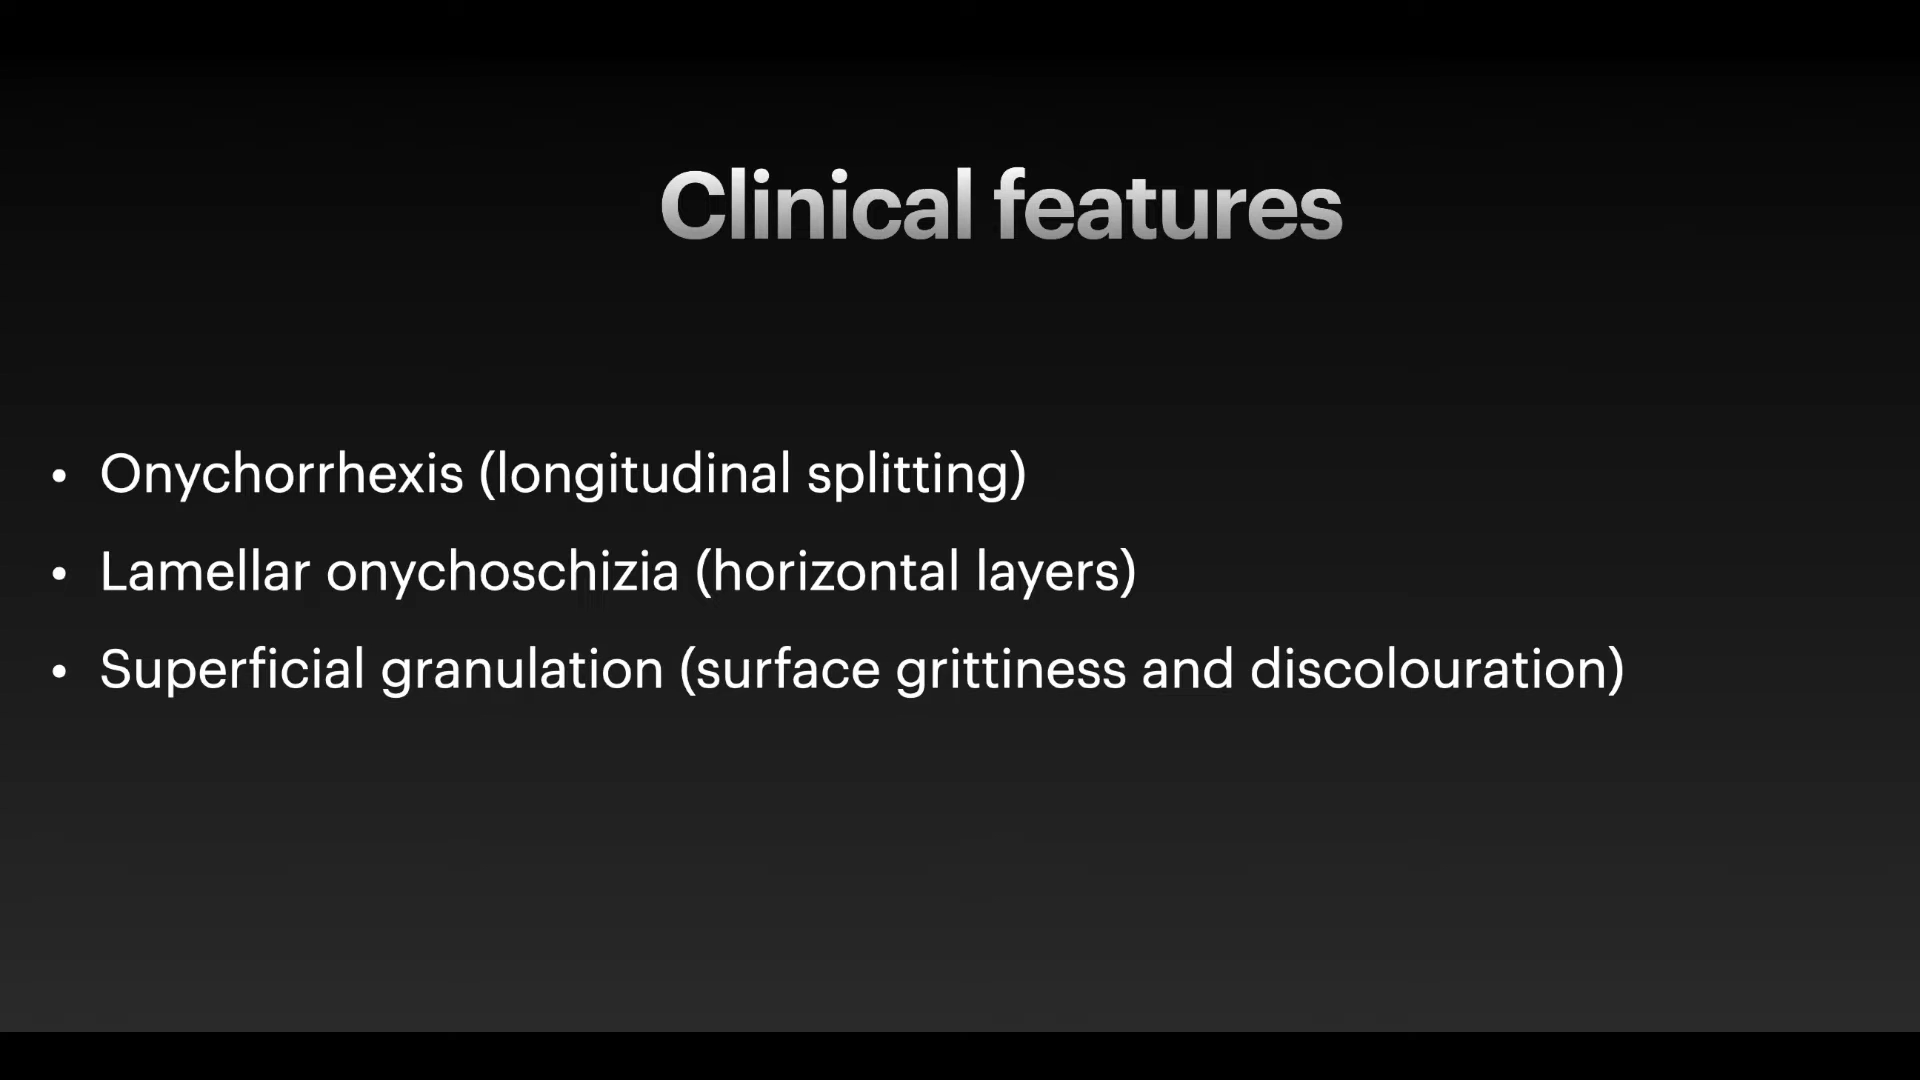 Clinical features
• Onychorrhexis (longitudinal splitting)
• Lamellar onychoschizia (horizontal layers)
• Superficial granulation (surface grittiness and discolouration)